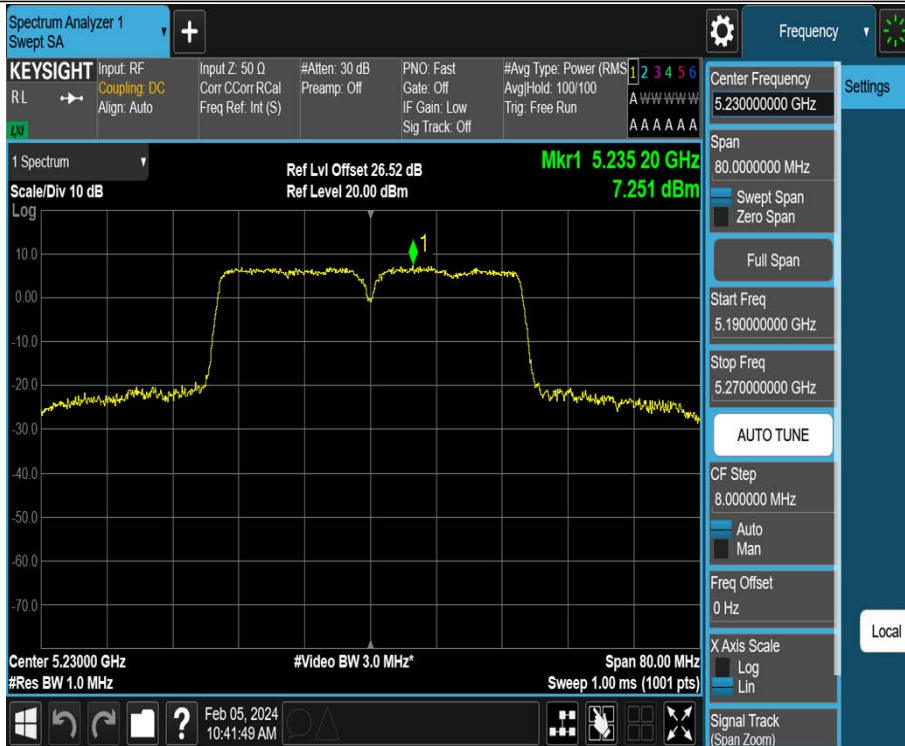 Spectrum Analyzer 1
Swept SA
Frequency
KEYSIGHT
RL
LXI
Input: RF
Coupling: DC
Align: Auto
Input Z: 50 Ω
Corr CCorr RCal
Freq Ref: Int (S)
#Atten: 30 dB
Preamp: Off
PNO: Fast
Gate: Off
IF Gain: Low
Sig Track: Off
#Avg Type: Power (RMS
Avg|Hold: 100/100
Trig: Free Run
1 2 3 4 5 6
A W W W W W
A A A A A A
1 Spectrum
Scale/Div 10 dB
Log
Ref Lvl Offset 26.52 dB
Ref Level 20.00 dBm
Mkr1 5.235 20 GHz
7.251 dBm
1
10.0
0.00
-10.0
-20.0
-30.0
-40.0
-50.0
-60.0
-70.0
Center 5.23000 GHz
#Res BW 1.0 MHz
#Video BW 3.0 MHz*
Span 80.00 MHz
Sweep 1.00 ms (1001 pts)
Center Frequency
5.230000000 GHz
Span
80.0000000 MHz
Swept Span
Zero Span
Full Span
Start Freq
5.190000000 GHz
Stop Freq
5.270000000 GHz
AUTO TUNE
CF Step
8.000000 MHz
Auto
Man
Freq Offset
0 Hz
X Axis Scale
Log
Lin
Signal Track
(Span Zoom)
Settings
Local
?
Feb 05, 2024
10:41:49 AM